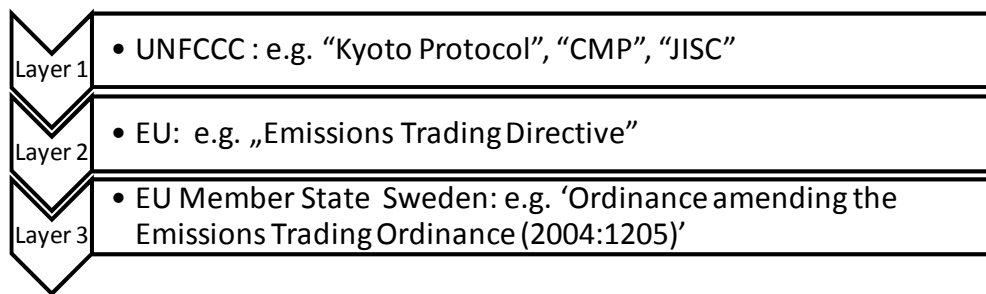 Layer 1
• UNFCCC : e.g. “Kyoto Protocol”, “CMP”, “JISC”
Layer 2
• EU: e.g. „Emissions Trading Directive”
Layer 3
• EU Member State Sweden: e.g. ‘Ordinance amending the
Emissions Trading Ordinance (2004:1205)’